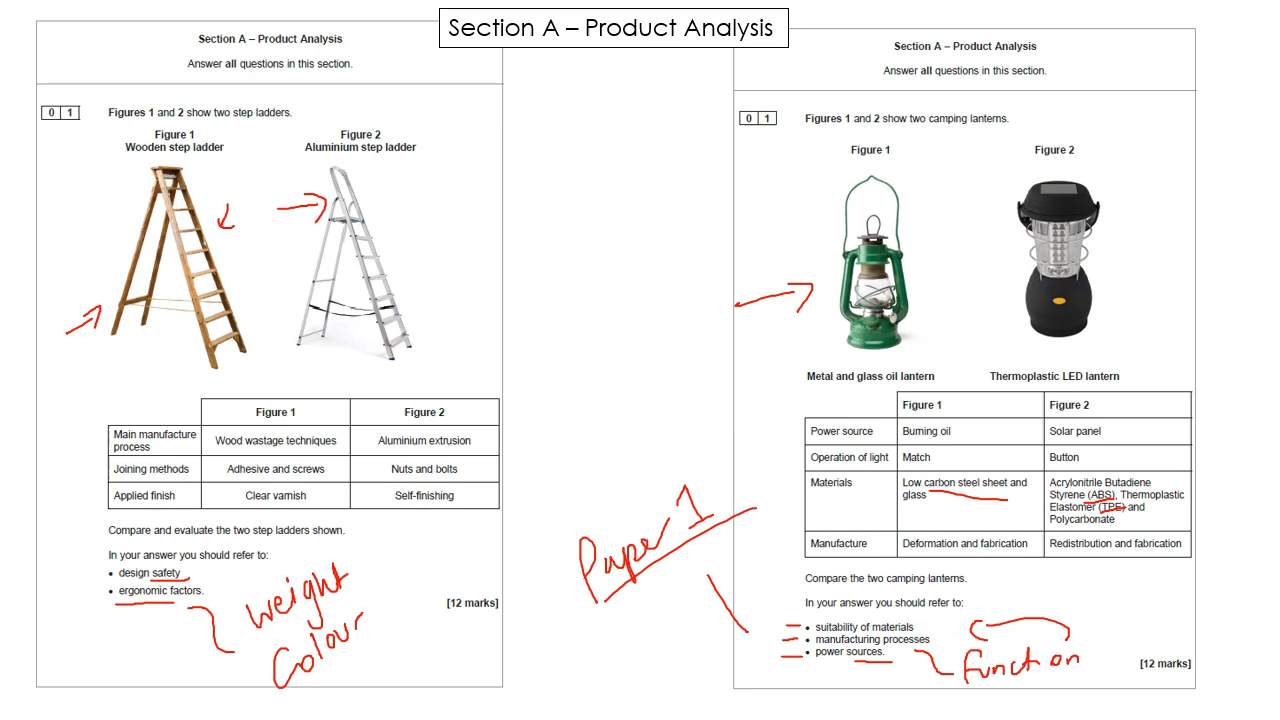 Section A – Product Analysis
Section A – Product Analysis
Answer all questions in this section.
0 1
Figures 1 and 2 show two step ladders.
Figure 1
Wooden step ladder
Figure 2
Aluminium step ladder
Figure 1 Figure 2
Main manufacture process Wood wastage techniques Aluminium extrusion
Joining methods Adhesive and screws Nuts and bolts
Applied finish Clear varnish Self-finishing
Compare and evaluate the two step ladders shown.
In your answer you should refer to:
• design safety
• ergonomic factors.
[12 marks]
Weight
Colour
Paper 1
Section A – Product Analysis
Answer all questions in this section.
0 1
Figures 1 and 2 show two camping lanterns.
Figure 1 Figure 2
Metal and glass oil lantern Thermoplastic LED lantern
Figure 1 Figure 2
Power source Burning oil Solar panel
Operation of light Match Button
Materials Low carbon steel sheet and glass Acrylonitrile Butadiene Styrene (ABS), Thermoplastic Elastomer (TPE) and Polycarbonate
Manufacture Deformation and fabrication Redistribution and fabrication
Compare the two camping lanterns.
In your answer you should refer to:
• suitability of materials
• manufacturing processes
• power sources.
Function
[12 marks]